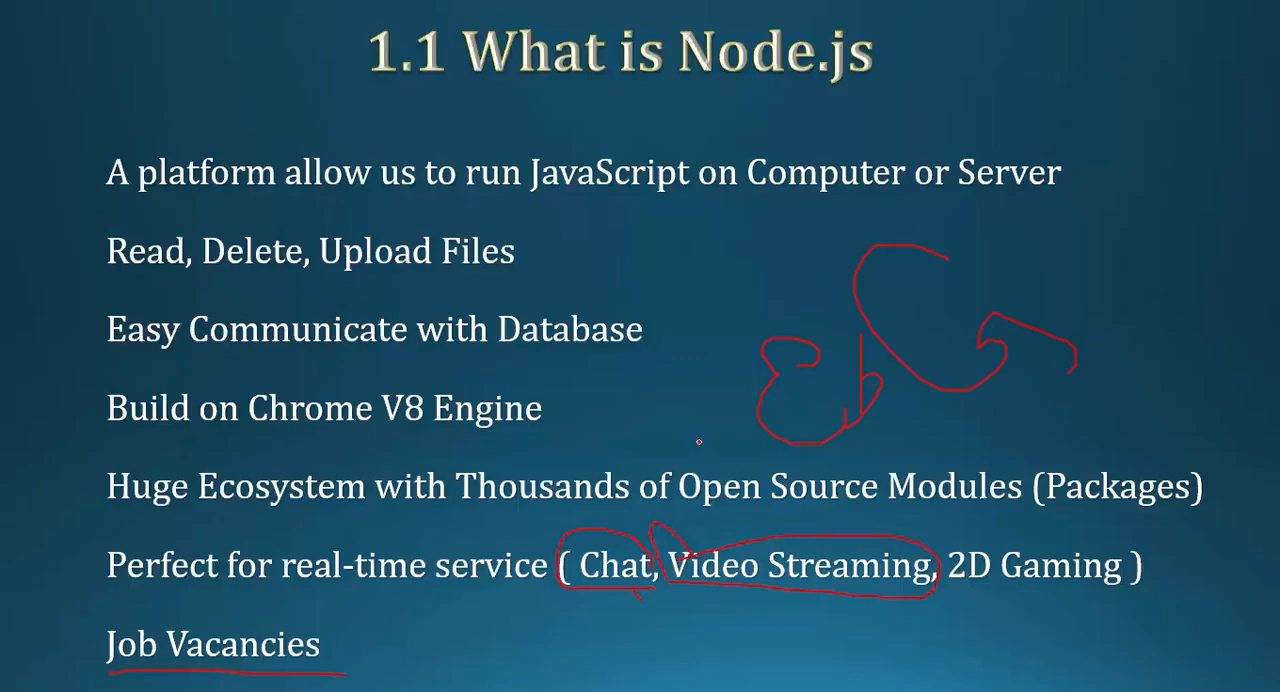 1.1 What is Node.js
A platform allow us to run JavaScript on Computer or Server
Read, Delete, Upload Files
Easy Communicate with Database
Build on Chrome V8 Engine
Huge Ecosystem with Thousands of Open Source Modules (Packages)
Perfect for real-time service ( Chat, Video Streaming, 2D Gaming )
Job Vacancies